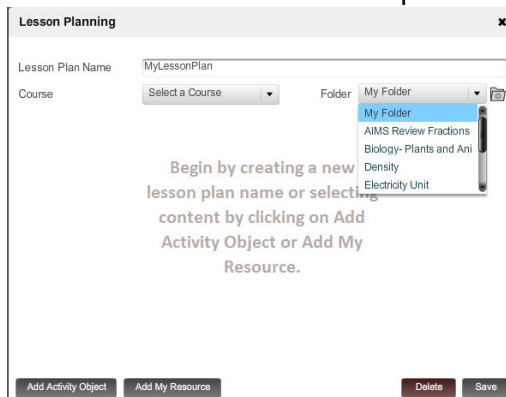 Lesson Planning x
Lesson Plan Name MyLessonPlan
Course Select a Course Folder My Folder
My Folder
AIMS Review Fractions
Biology- Plants and Ani
Density
Electricity Unit
Begin by creating a new
lesson plan name or selecting
content by clicking on Add
Activity Object or Add My
Resource.
Add Activity Object Add My Resource Delete Save